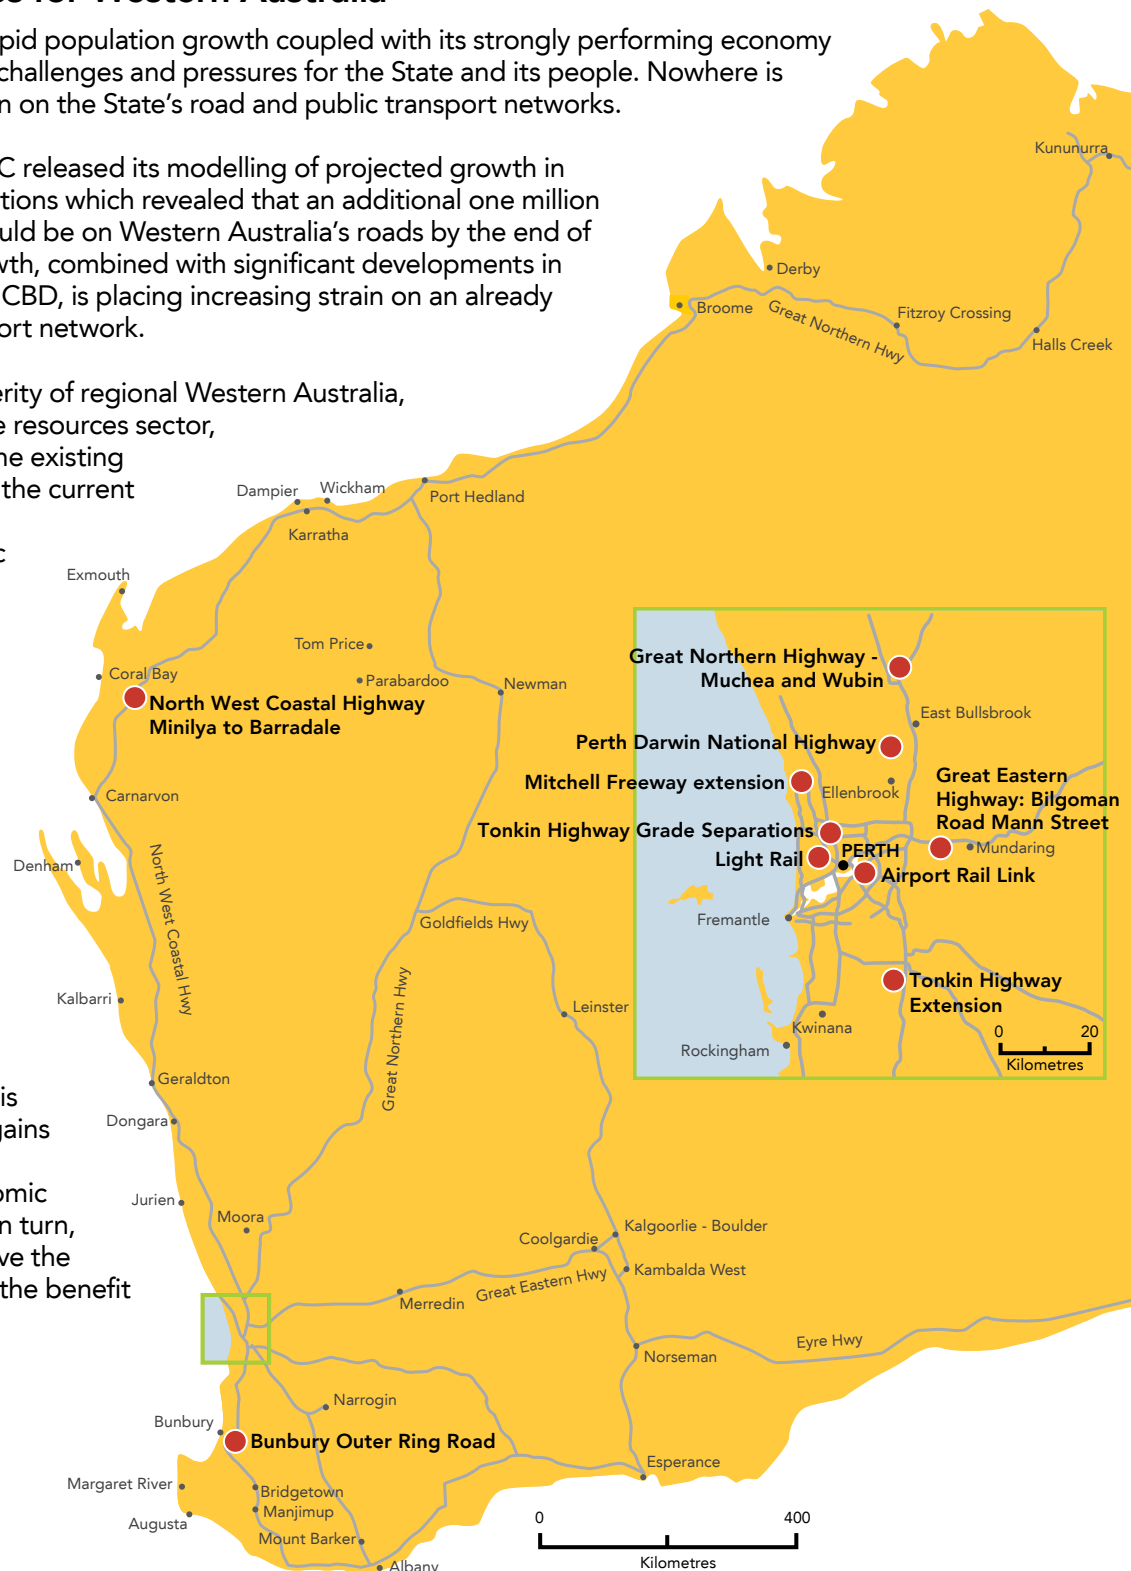 pid population growth coupled with its strongly performing economy
challenges and pressures for the State and its people. Nowhere is
n on the State's road and public transport networks.
C released its modelling of projected growth in
tions which revealed that an additional one million
uld be on Western Australia's roads by the end of
wth, combined with significant developments in
CBD, is placing increasing strain on an already
ort network.
erity of regional Western Australia,
e resources sector,
ne existing
the current
c
is
gains
omic
n turn,
ve the
the benefit
Kununurra
Derby
Broome
Great Northern Hwy
Fitzroy Crossing
Halls Creek
Dampier
Wickham
Port Hedland
Karratha
Exmouth
Tom Price
Coral Bay
Parabardoo
Newman
North West Coastal Highway
Minilya to Barradale
Carnarvon
Denham
North West Coastal Hwy
Goldfields Hwy
Great Northern Hwy
Kalbarri
Leinster
Geraldton
Dongara
Jurien
Moora
Kalgoorlie - Boulder
Coolgardie
Kambalda West
Great Eastern Hwy
Merredin
Norseman
Eyre Hwy
Narrogin
Bunbury
Bunbury Outer Ring Road
Esperance
Margaret River
Bridgetown
Manjimup
Augusta
Mount Barker
Albany
0 400
Kilometres
Great Northern Highway -
Muchea and Wubin
East Bullsbrook
Perth Darwin National Highway
Mitchell Freeway extension
Ellenbrook
Great Eastern
Highway: Bilgoman
Road Mann Street
Tonkin Highway Grade Separations
Light Rail
PERTH
Mundaring
Airport Rail Link
Fremantle
Tonkin Highway
Extension
Kwinana
Rockingham
0 20
Kilometres